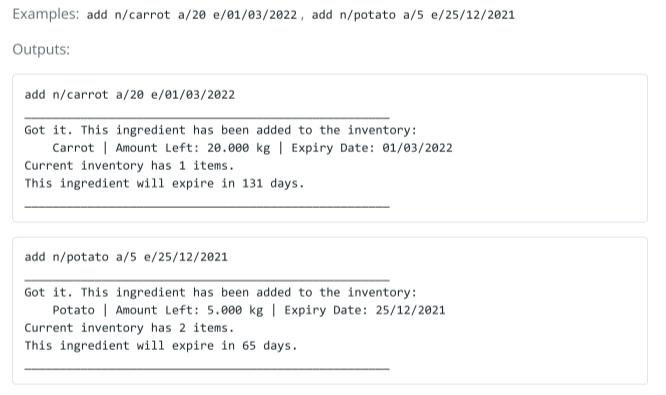 Examples: add n/carrot a/20 e/01/03/2022, add n/potato a/5 e/25/12/2021
Outputs:
add n/carrot a/20 e/01/03/2022
Got it. This ingredient has been added to the inventory:
Carrot | Amount Left: 20.000 kg | Expiry Date: 01/03/2022
Current inventory has 1 items.
This ingredient will expire in 131 days.
add n/potato a/5 e/25/12/2021
Got it. This ingredient has been added to the inventory:
Potato | Amount Left: 5.000 kg | Expiry Date: 25/12/2021
Current inventory has 2 items.
This ingredient will expire in 65 days.